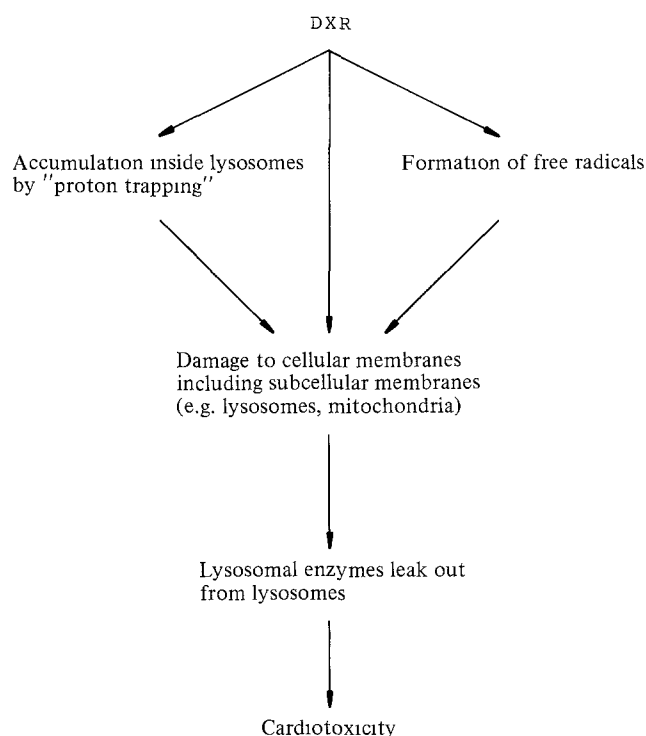 DXR
Accumulation inside lysosomes
by "proton trapping"
Formation of free radicals
Damage to cellular membranes
including subcellular membranes
(e.g. lysosomes, mitochondria)
Lysosomal enzymes leak out
from lysosomes
Cardiotoxicity